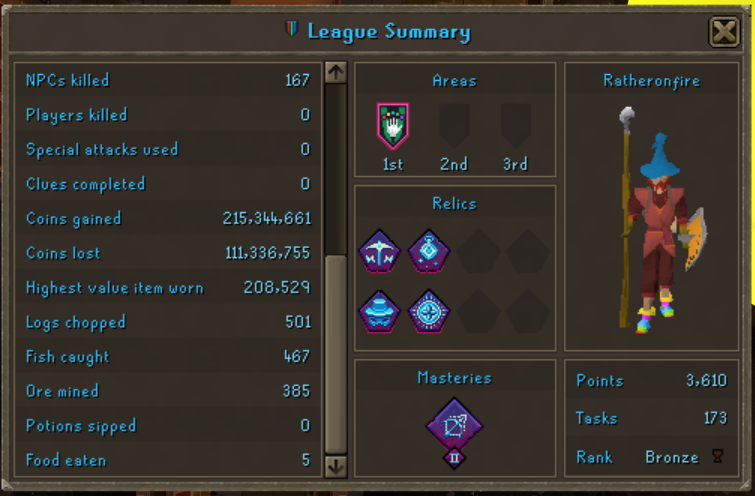 League Summary
NPCs killed 167
Players killed 0
Special attacks used 0
Clues completed 0
Coins gained 215,344,661
Coins lost 111,336,755
Highest value item worn 208,529
Logs chopped 501
Fish caught 467
Ore mined 385
Potions sipped 0
Food eaten 5
Areas
1st 2nd 3rd
Relics
Masteries
II
Ratheronfire
Points 3,610
Tasks 173
Rank Bronze